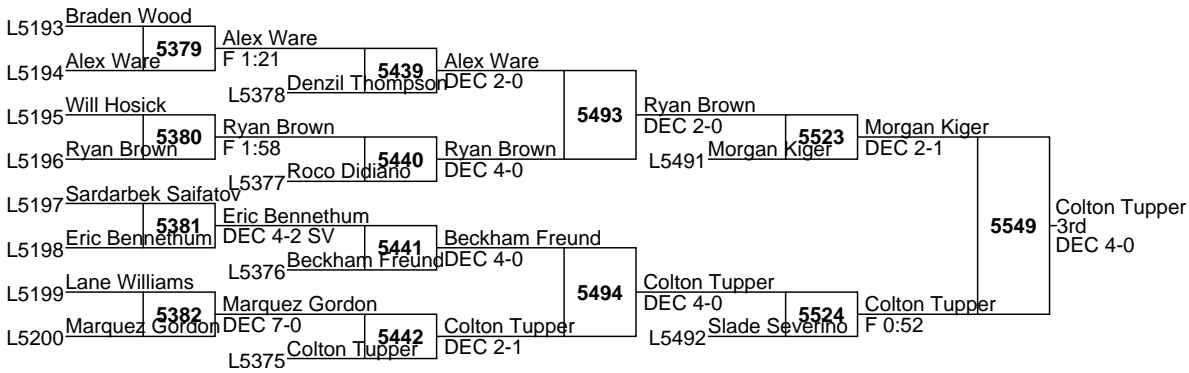 L5193 Braden Wood
5379
Alex Ware
F 1:21
L5194 Alex Ware
L5378 Denzil Thompson
5439
Alex Ware
DEC 2-0
L5195 Will Hosick
5380
Ryan Brown
F 1:58
L5196 Ryan Brown
L5377 Roco Didiano
5440
Ryan Brown
DEC 4-0
5493
Ryan Brown
DEC 2-0
L5491 Morgan Kiger
5523
Morgan Kiger
DEC 2-1
L5197 Sardarbek Saifatov
5381
Eric Bennethum
DEC 4-2 SV
L5198 Eric Bennethum
L5376 Beckham Freund
5441
Beckham Freund
DEC 4-0
L5199 Lane Williams
5382
Marquez Gordon
DEC 7-0
L5200 Marquez Gordon
L5375 Colton Tupper
5442
Colton Tupper
DEC 2-1
5494
Colton Tupper
DEC 4-0
L5492 Slade Severino
5524
Colton Tupper
F 0:52
5549
Colton Tupper
3rd
DEC 4-0